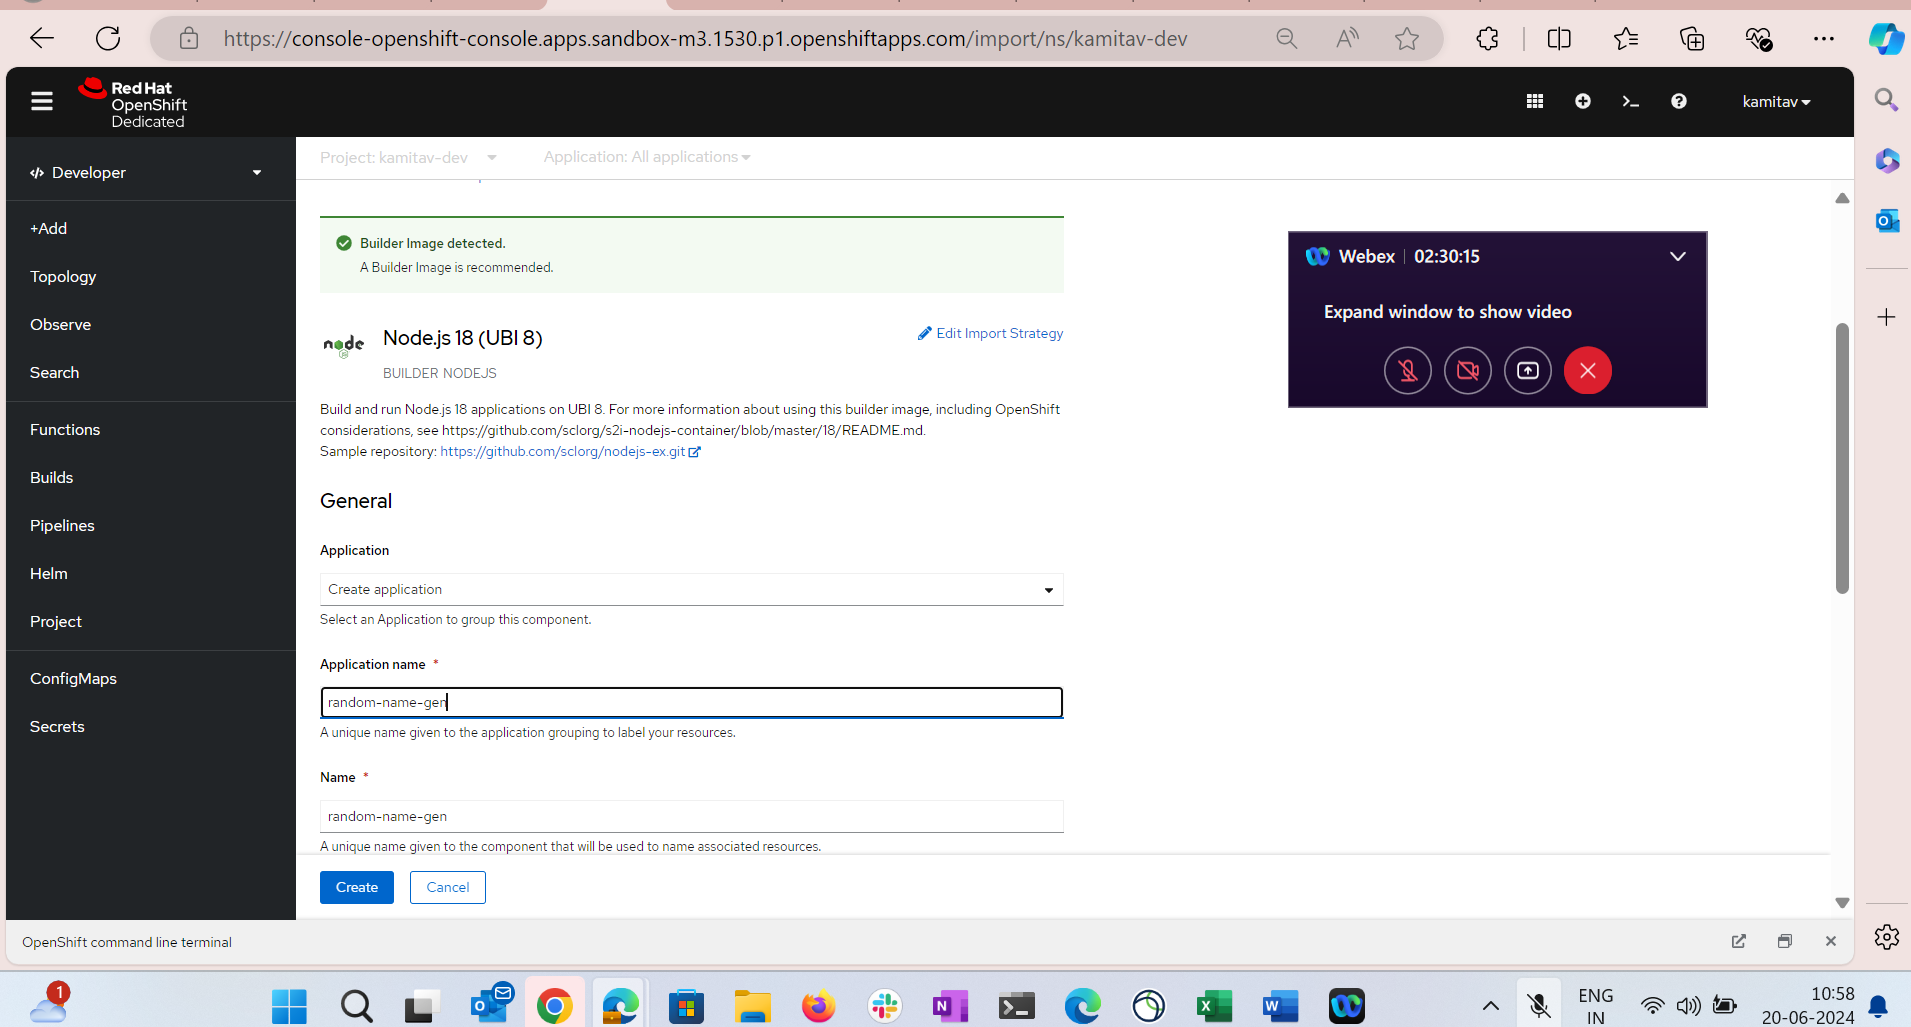 https://console-openshift-console.apps.sandbox-m3.1530.p1.openshiftapps.com/import/ns/kamitav-dev
Red Hat
OpenShift
Dedicated
kamitav
Developer
+Add
Topology
Observe
Search
Functions
Builds
Pipelines
Helm
Project
ConfigMaps
Secrets
Project: kamitav-dev
Application: All applications
Builder Image detected.
A Builder Image is recommended.
node
JS
Node.js 18 (UBI 8)
Edit Import Strategy
BUILDER NODEJS
Build and run Node.js 18 applications on UBI 8. For more information about using this builder image, including OpenShift
considerations, see https://github.com/sclorg/s2i-nodejs-container/blob/master/18/README.md.
Sample repository: https://github.com/sclorg/nodejs-ex.git
General
Application
Create application
Select an Application to group this component.
Application name *
random-name-gen
A unique name given to the application grouping to label your resources.
Name *
random-name-gen
A unique name given to the component that will be used to name associated resources.
Create
Cancel
Webex | 02:30:15
Expand window to show video
OpenShift command line terminal
1
ENG
IN
10:58
20-06-2024